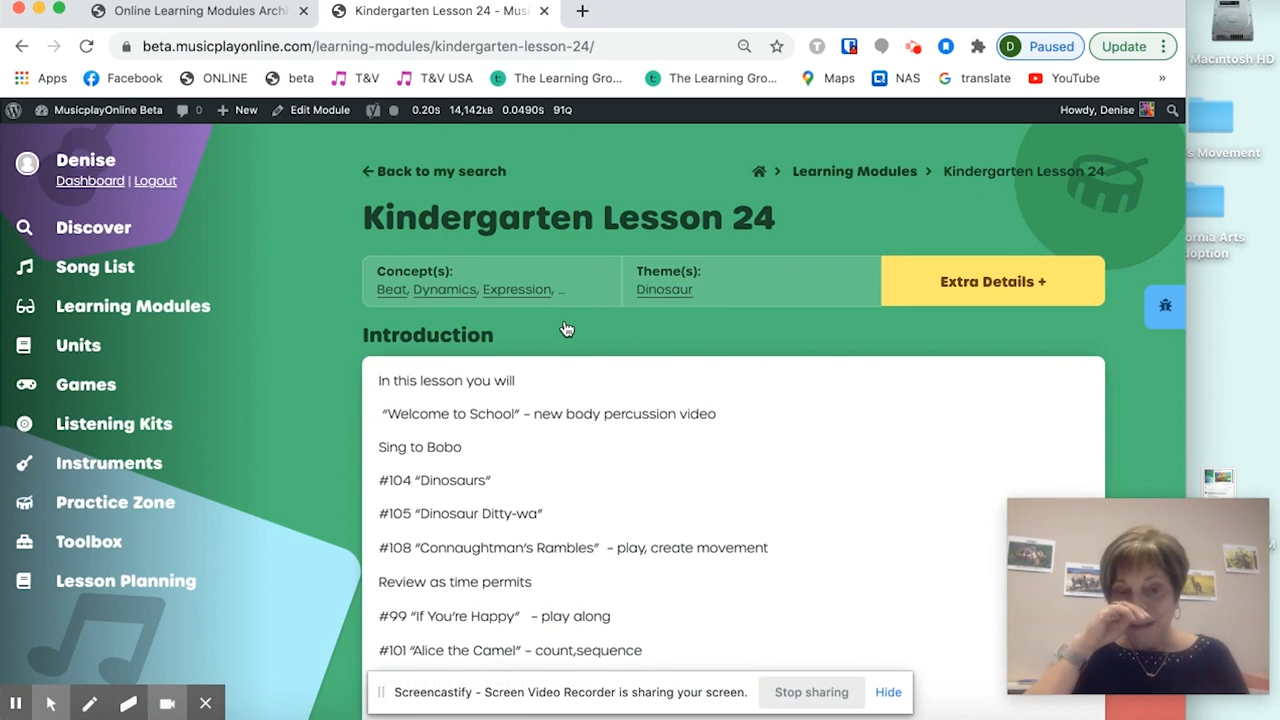 Online Learning Modules Archi
Kindergarten Lesson 24 - Musi
beta.musicplayonline.com/learning-modules/kindergarten-lesson-24/
D Paused
Update
Apps
Facebook
ONLINE
beta
T&V
T&V USA
The Learning Gro...
The Learning Gro...
Maps
NAS
translate
YouTube
»
MusicplayOnline Beta
0
New
Edit Module
0.20s
14,142kB
0.0490s
91Q
Howdy, Denise
Macintosh HD
s Movement
ornia Arts
doption
Denise
Dashboard | Logout
Discover
Song List
Learning Modules
Units
Games
Listening Kits
Instruments
Practice Zone
Toolbox
Lesson Planning
Back to my search
Learning Modules > Kindergarten Lesson 24
Kindergarten Lesson 24
Concept(s):
Beat, Dynamics, Expression, ...
Theme(s):
Dinosaur
Extra Details +
Introduction
In this lesson you will
“Welcome to School” – new body percussion video
Sing to Bobo
#104 “Dinosaurs”
#105 “Dinosaur Ditty-wa”
#108 “Connaughtman’s Rambles” – play, create movement
Review as time permits
#99 “If You’re Happy” – play along
#101 “Alice the Camel” – count,sequence
Screencastify - Screen Video Recorder is sharing your screen.
Stop sharing
Hide